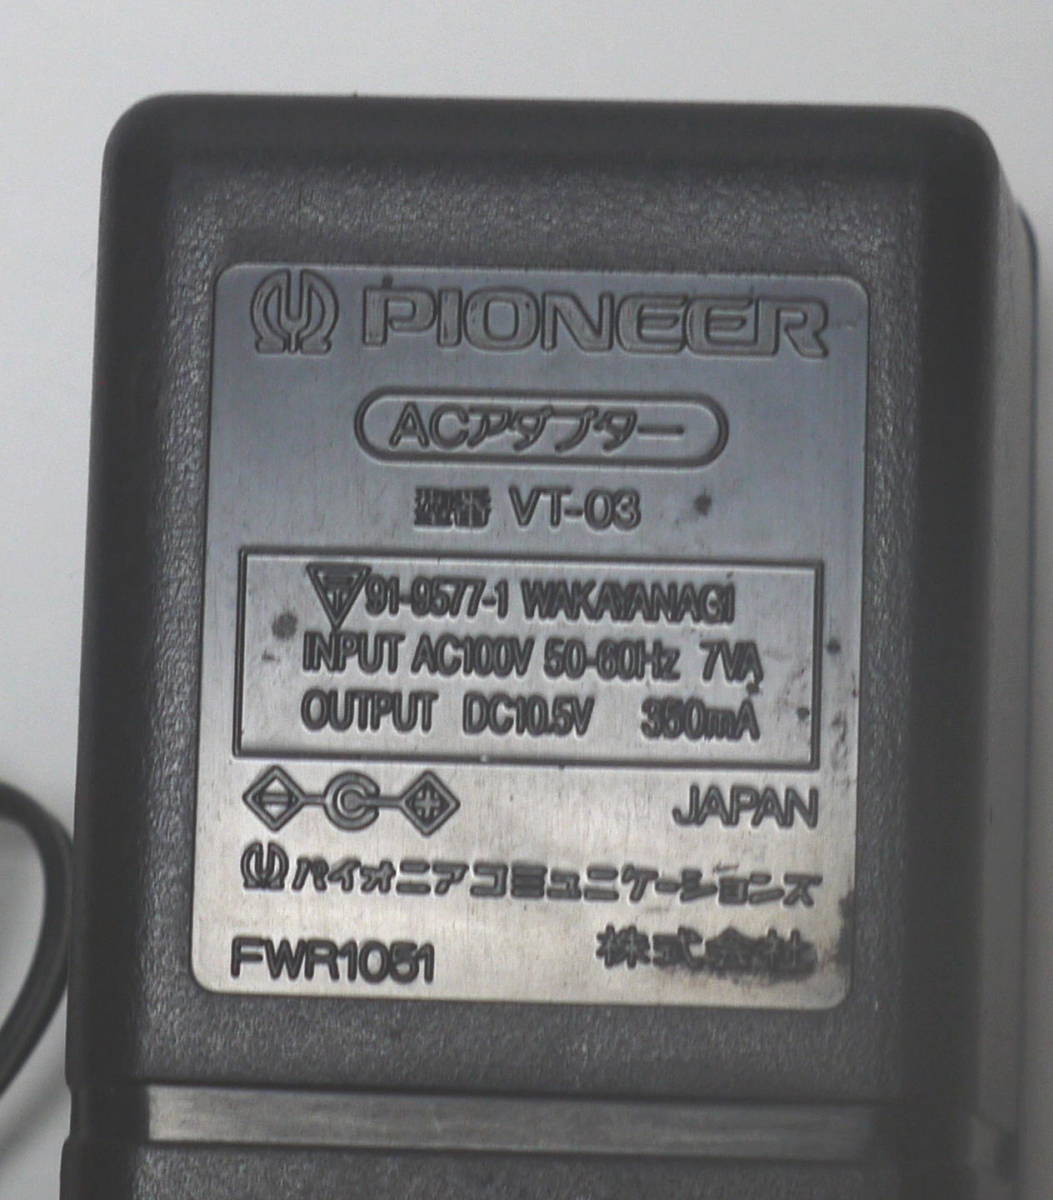 PIONEER
ACアダプター
型番 VT-03
91-9577-1 WAKAYANAGI
INPUT AC100V 50-60Hz 7VA
OUTPUT DC10.5V 350mA
JAPAN
パイオニアコミュニケーションズ
株式会社
FWR1051